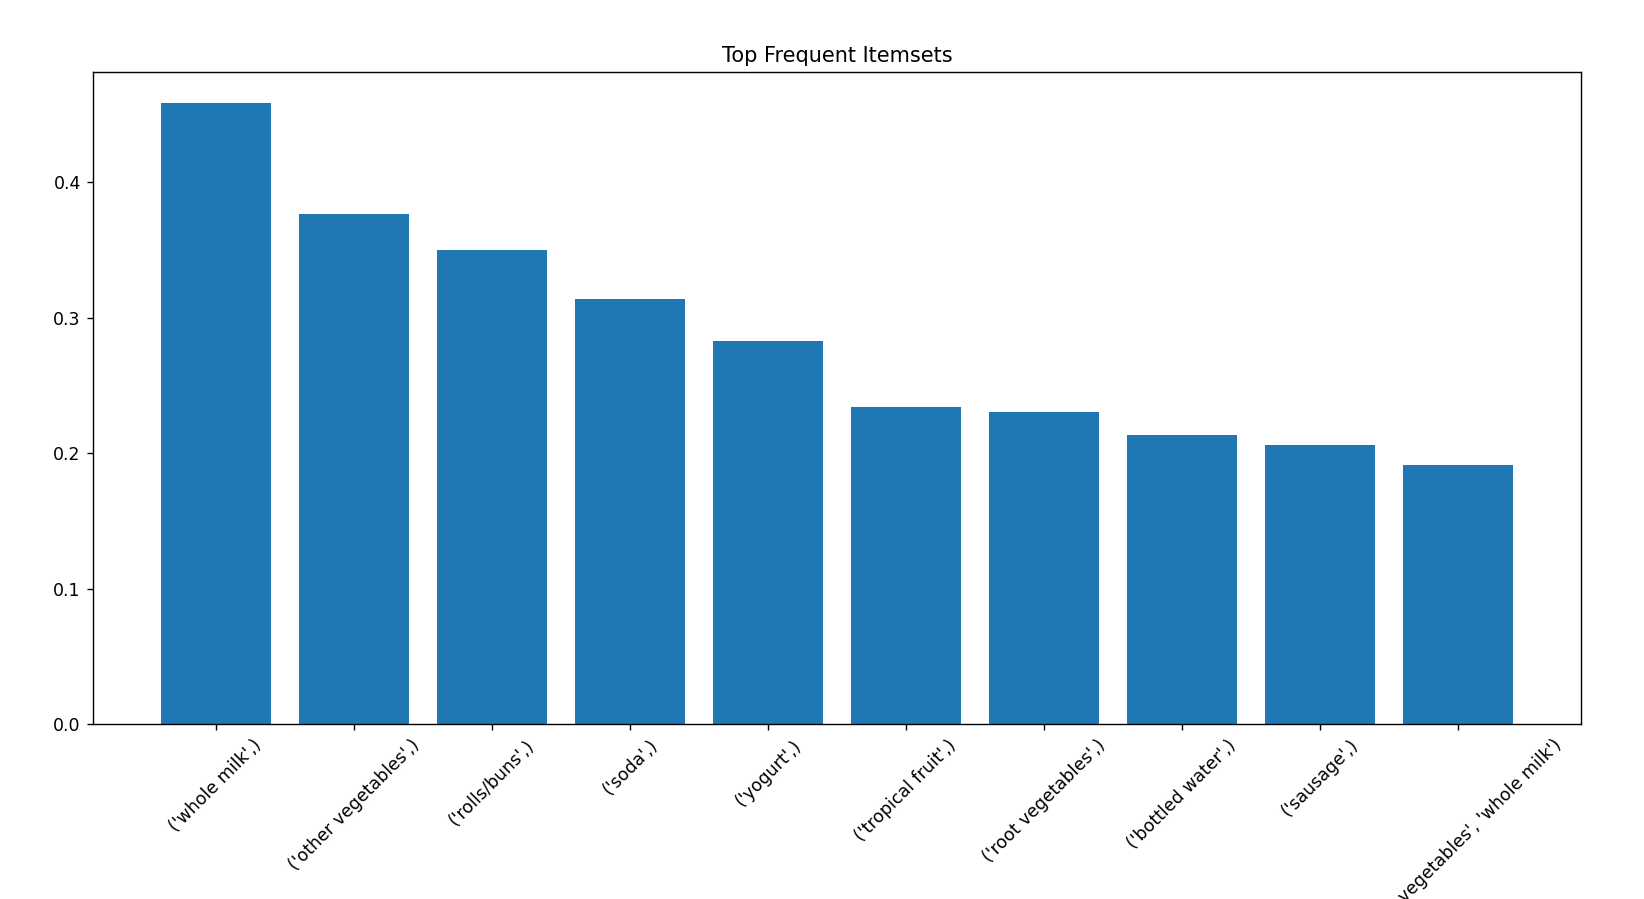 Top Frequent Itemsets
0.4
0.3
0.2
0.1
0.0
('whole milk',)
('other vegetables',)
('rolls/buns',)
('soda',)
('yogurt',)
('tropical fruit',)
('root vegetables',)
('bottled water',)
('sausage',)
vegetables', 'whole milk')